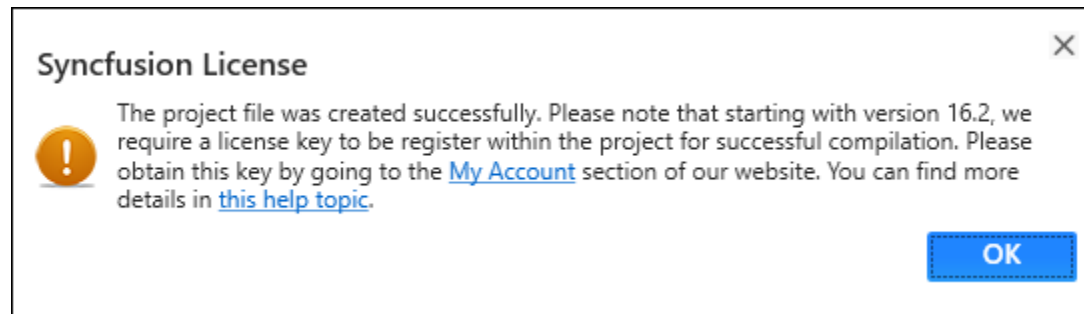 Syncfusion License
The project file was created successfully. Please note that starting with version 16.2, we
require a license key to be register within the project for successful compilation. Please
obtain this key by going to the My Account section of our website. You can find more
details in this help topic.
OK